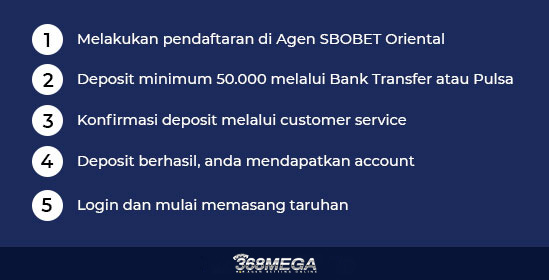 1 Melakukan pendaftaran di Agen SBOBET Oriental
2 Deposit minimum 50.000 melalui Bank Transfer atau Pulsa
3 Konfirmasi deposit melalui customer service
4 Deposit berhasil, anda mendapatkan account
5 Login dan mulai memasang taruhan
368MEGA